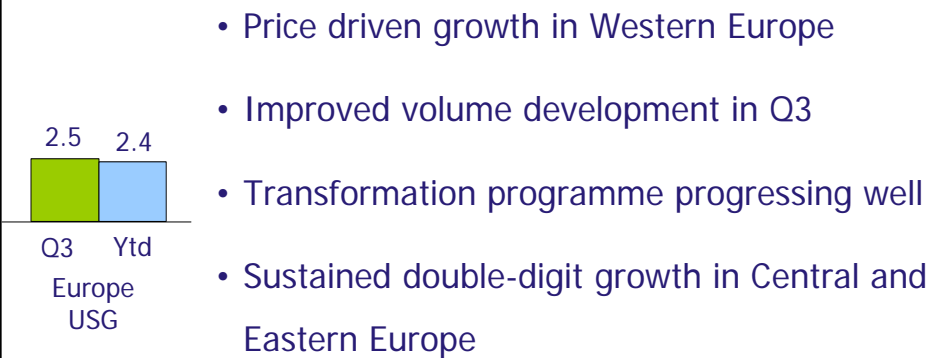 2.5 2.4
Q3 Ytd
Europe
USG
• Price driven growth in Western Europe
• Improved volume development in Q3
• Transformation programme progressing well
• Sustained double-digit growth in Central and
Eastern Europe